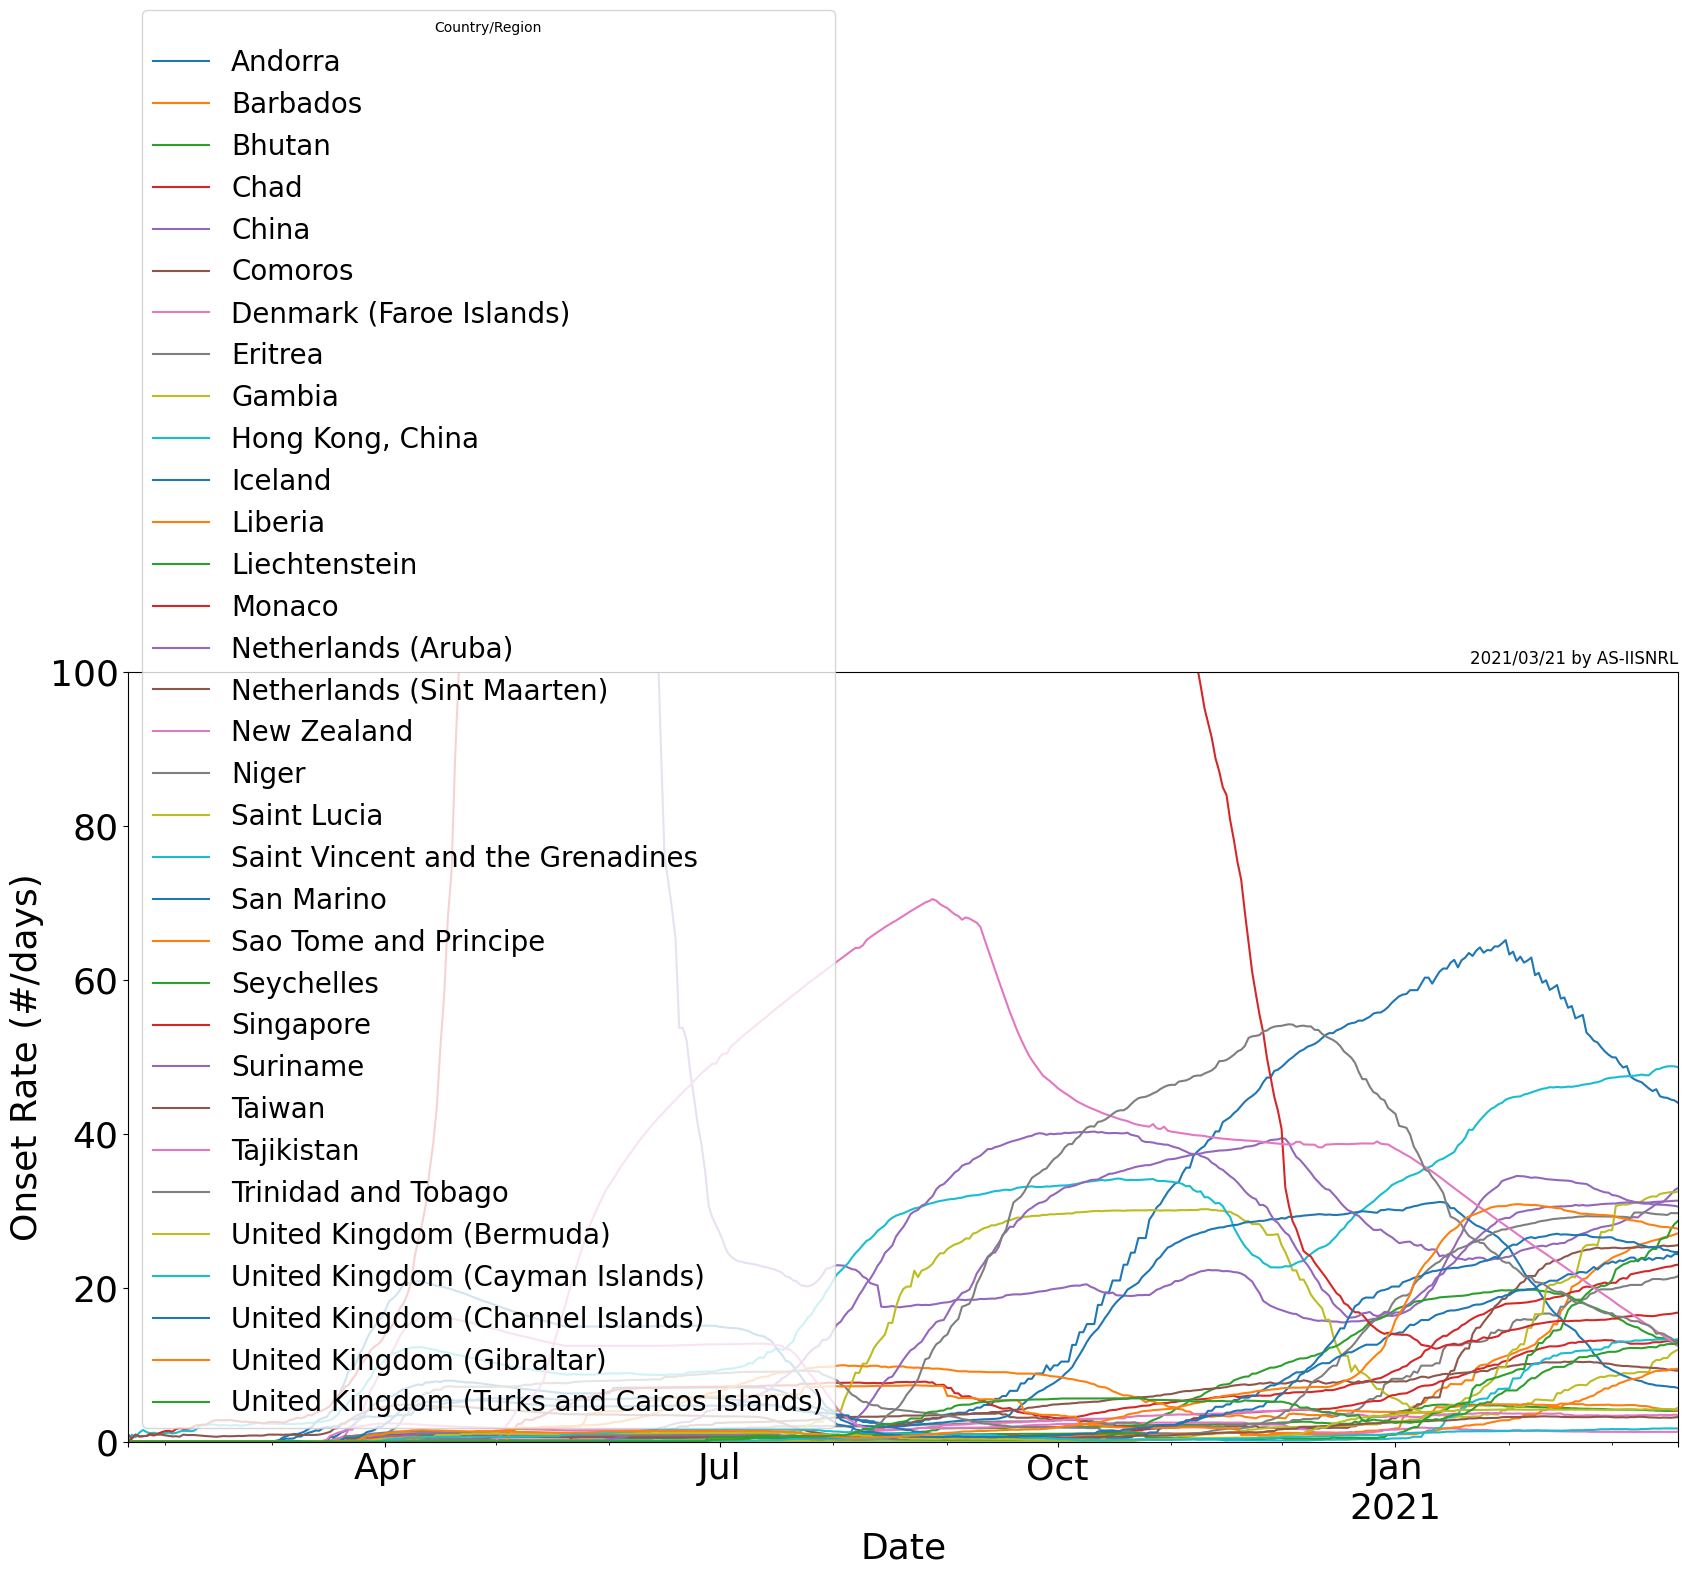 Country/Region
Andorra
Barbados
Bhutan
Chad
China
Comoros
Denmark (Faroe Islands)
Eritrea
Gambia
Hong Kong, China
Iceland
Liberia
Liechtenstein
Monaco
Netherlands (Aruba)
Netherlands (Sint Maarten)
New Zealand
Niger
Saint Lucia
Saint Vincent and the Grenadines
San Marino
Sao Tome and Principe
Seychelles
Singapore
Suriname
Taiwan
Tajikistan
Trinidad and Tobago
United Kingdom (Bermuda)
United Kingdom (Cayman Islands)
United Kingdom (Channel Islands)
United Kingdom (Gibraltar)
United Kingdom (Turks and Caicos Islands)
2021/03/21 by AS-IISNRL
100
80
60
40
20
0
Onset Rate (#/days)
Apr
Jul
Oct
Jan
2021
Date